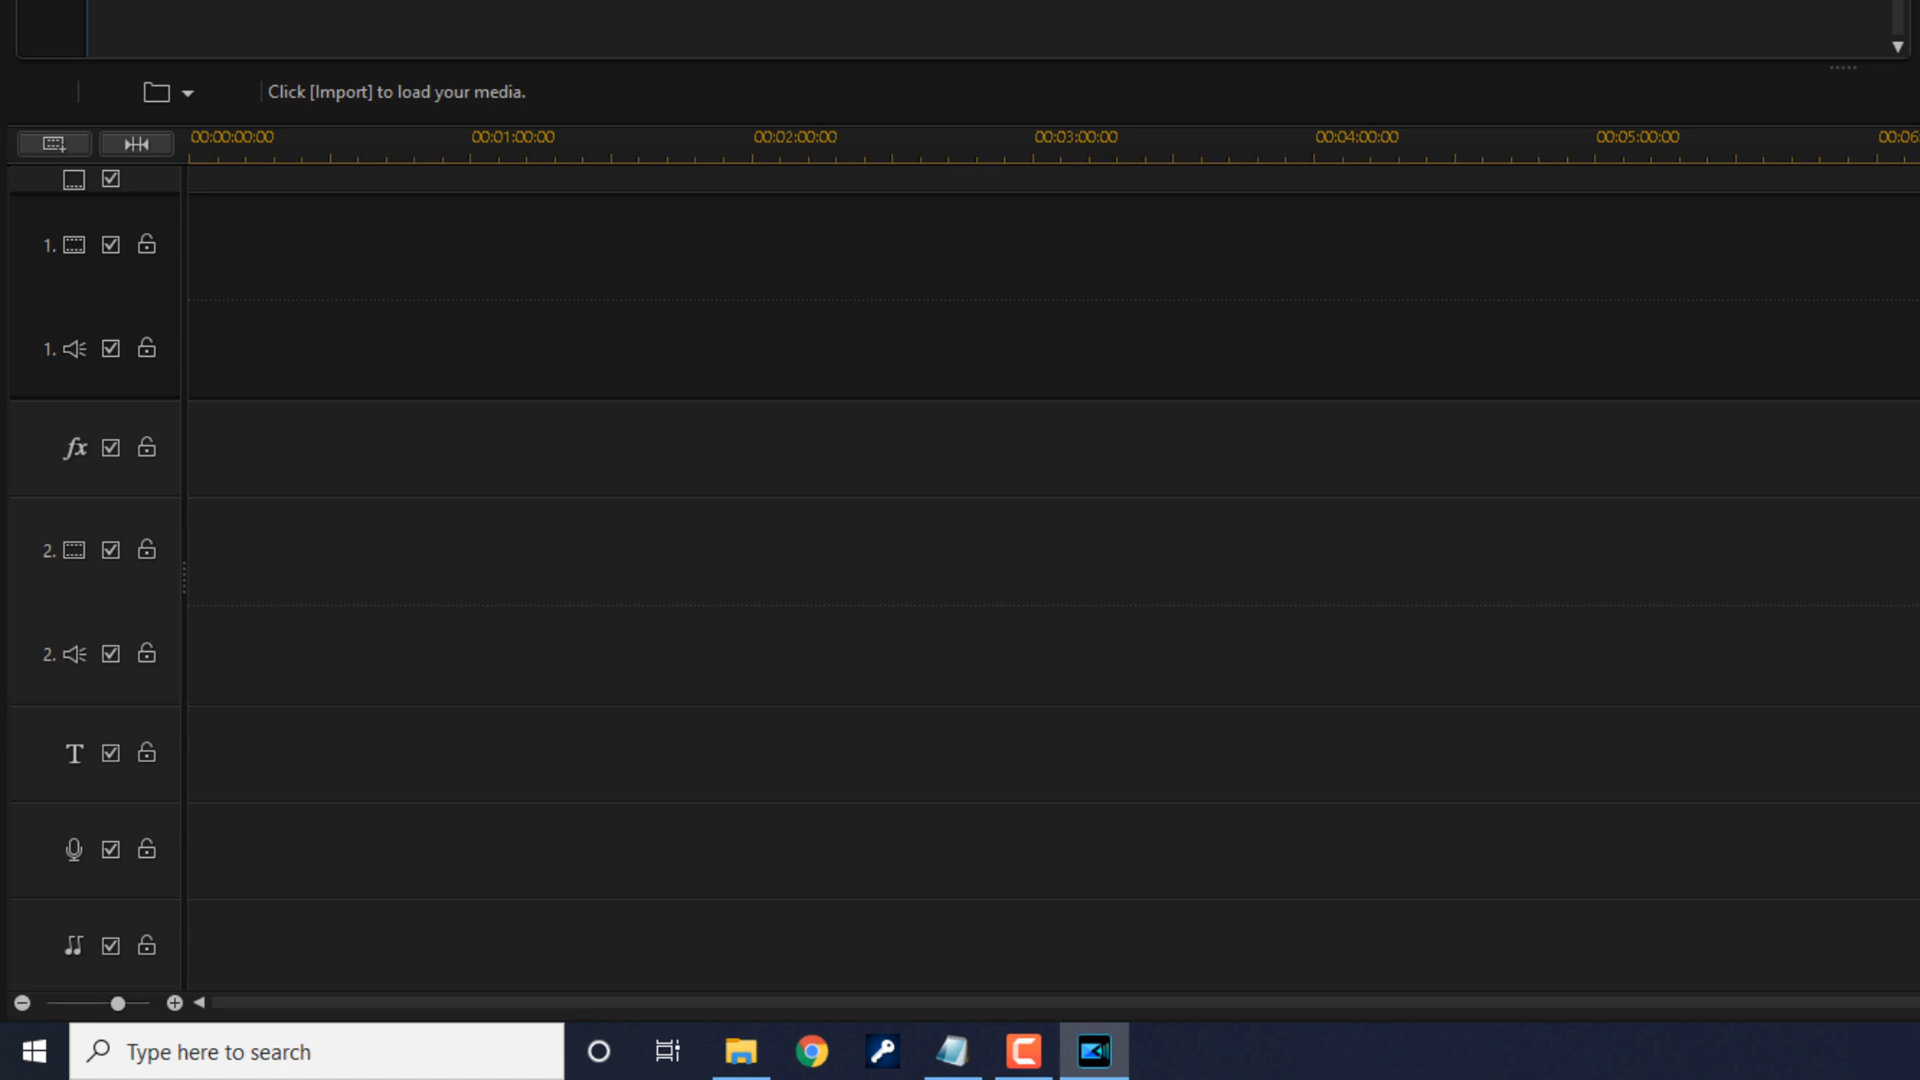 Click [Import] to load your media.
00:00:00:00 00:01:00:00 00:02:00:00 00:03:00:00 00:04:00:00 00:05:00:00 00:06
1.
1.
fx
2.
2.
T
Type here to search